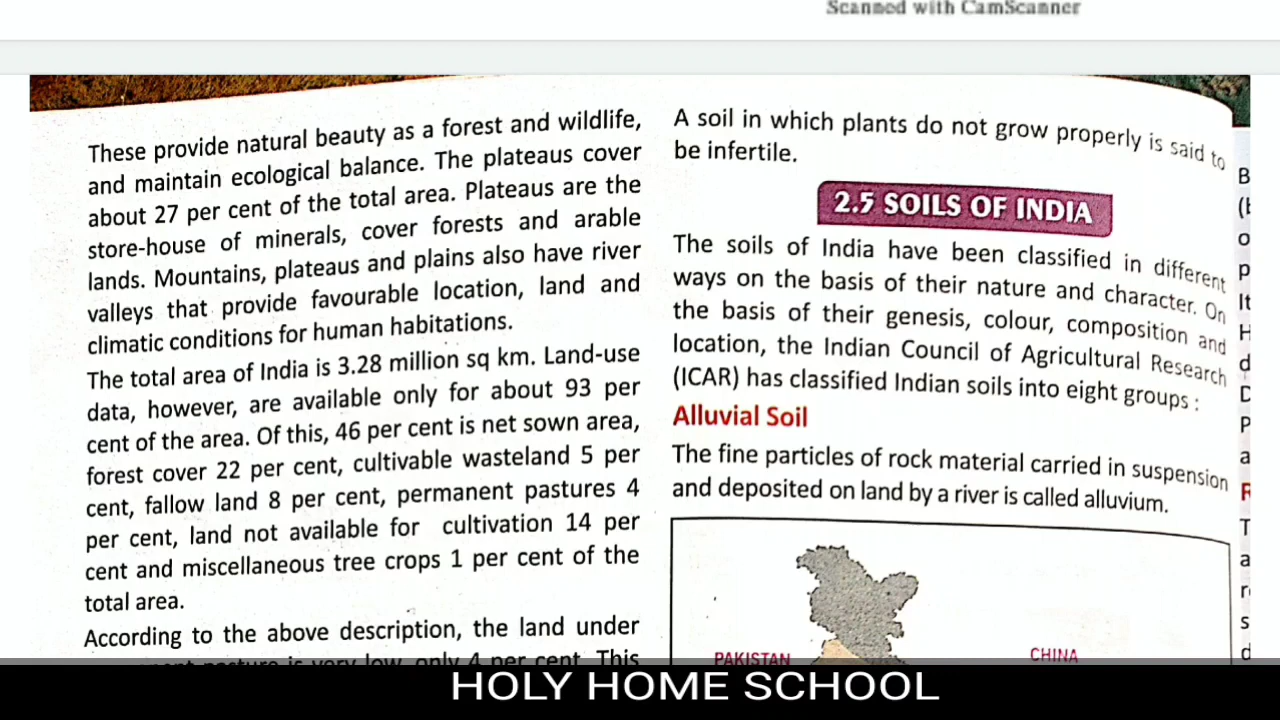 Scanned with CamScanner
These provide natural beauty as a forest and wildlife,
and maintain ecological balance. The plateaus cover
about 27 per cent of the total area. Plateaus are the
store-house of minerals, cover forests and arable
lands. Mountains, plateaus and plains also have river
valleys that provide favourable location, land and
climatic conditions for human habitations.
The total area of India is 3.28 million sq km. Land-use
data, however, are available only for about 93 per
cent of the area. Of this, 46 per cent is net sown area,
forest cover 22 per cent, cultivable wasteland 5 per
cent, fallow land 8 per cent, permanent pastures 4
per cent, land not available for cultivation 14 per
cent and miscellaneous tree crops 1 per cent of the
total area.
According to the above description, the land under
pasture is very low, only 4 per cent. This
A soil in which plants do not grow properly is said to
be infertile.
2.5 SOILS OF INDIA
The soils of India have been classified in different
ways on the basis of their nature and character. On
the basis of their genesis, colour, composition and
location, the Indian Council of Agricultural Research
(ICAR) has classified Indian soils into eight groups :
Alluvial Soil
The fine particles of rock material carried in suspension
and deposited on land by a river is called alluvium.
PAKISTAN
CHINA
HOLY HOME SCHOOL